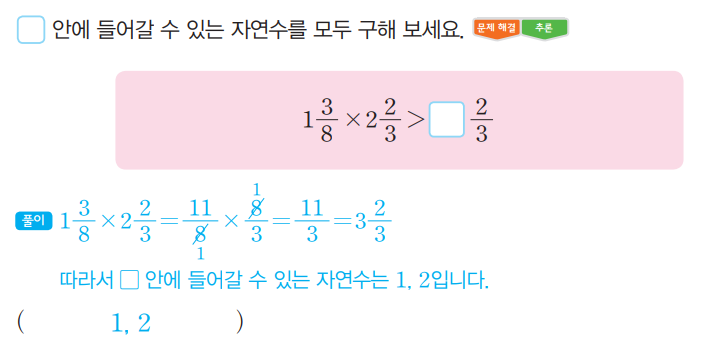 □ 안에 들어갈 수 있는 자연수를 모두 구해 보세요. 문제 해결 추론
1 3/8 × 2 2/3 > □ 2/3
풀이 1 3/8 × 2 2/3 = 11/8 × 8/3 = 11/3 = 3 2/3
1
1
따라서 □ 안에 들어갈 수 있는 자연수는 1, 2입니다.
( 1, 2 )